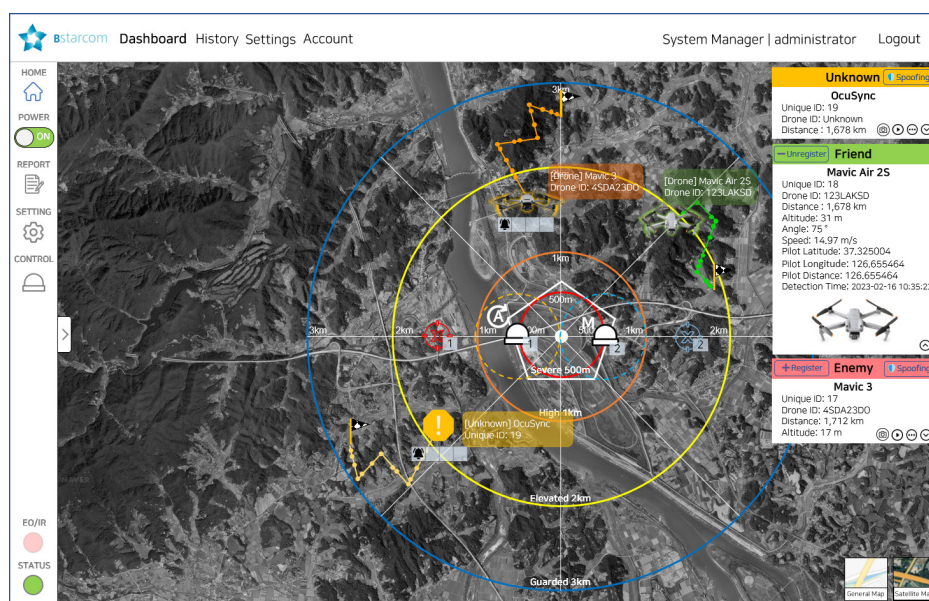 Bstarcom Dashboard History Settings Account System Manager | administrator Logout
HOME
POWER
ON
REPORT
SETTING
CONTROL
EO/IR
STATUS
3km
[Drone] Mavic 3
Drone ID: 4SDA23DO
[Drone] Mavic Air 2S
Drone ID: 123LAKSD
1km
500m
A
M
3km
2km
1
1km
1
500
2
1km
2
2km
Severe 500m
High 1km
!
[Unknown] OcuSync
Unique ID: 19
Elevated 2km
Guarded 3km
NAVER
Unknown Spoofing
OcuSync
Unique ID: 19
Drone ID: Unknown
Distance : 1,678 km
Unregister Friend
Mavic Air 2S
Unique ID: 18
Drone ID: 123LAKSD
Distance : 1,678 km
Altitude: 31 m
Angle: 75 °
Speed: 14,97 m/s
Pilot Latitude: 37,325004
Pilot Longitude: 126,655464
Pilot Distance: 126,655464
Detection Time: 2023-02-16 10:35:2
+Register Enemy Spoofing
Mavic 3
Unique ID: 17
Drone ID: 4SDA23DO
Distance: 1,712 km
Altitude: 17 m
General Map
Satellite Ma